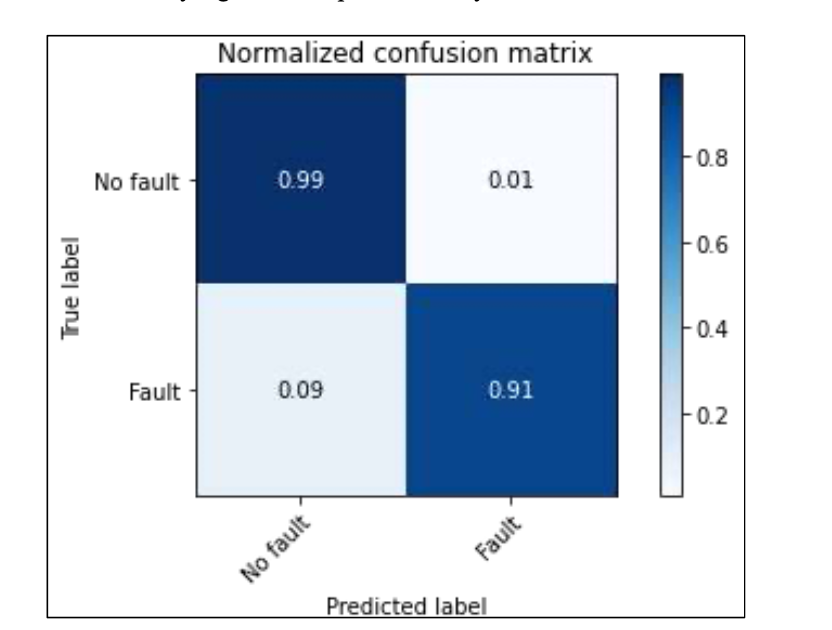 Normalized confusion matrix
No fault
0.99
0.01
0.8
0.6
True label
0.4
Fault
0.09
0.91
0.2
No fault
Fault
Predicted label